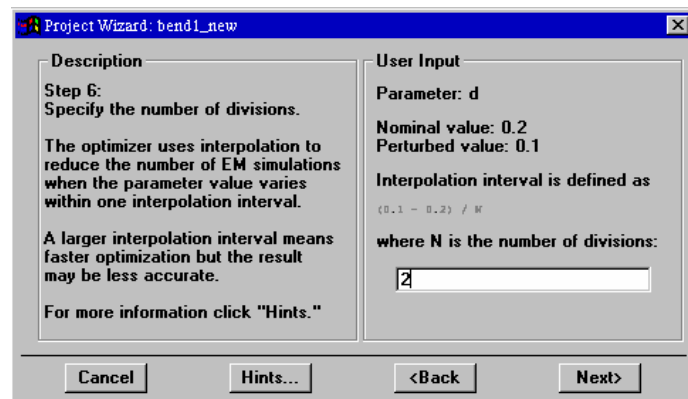 Project Wizard: bend1_new
Description
Step 6:
Specify the number of divisions.
The optimizer uses interpolation to
reduce the number of EM simulations
when the parameter value varies
within one interpolation interval.
A larger interpolation interval means
faster optimization but the result
may be less accurate.
For more information click "Hints."
User Input
Parameter: d
Nominal value: 0.2
Perturbed value: 0.1
Interpolation interval is defined as
(0.1 - 0.2) / N
where N is the number of divisions:
2
Cancel
Hints...
<Back
Next>